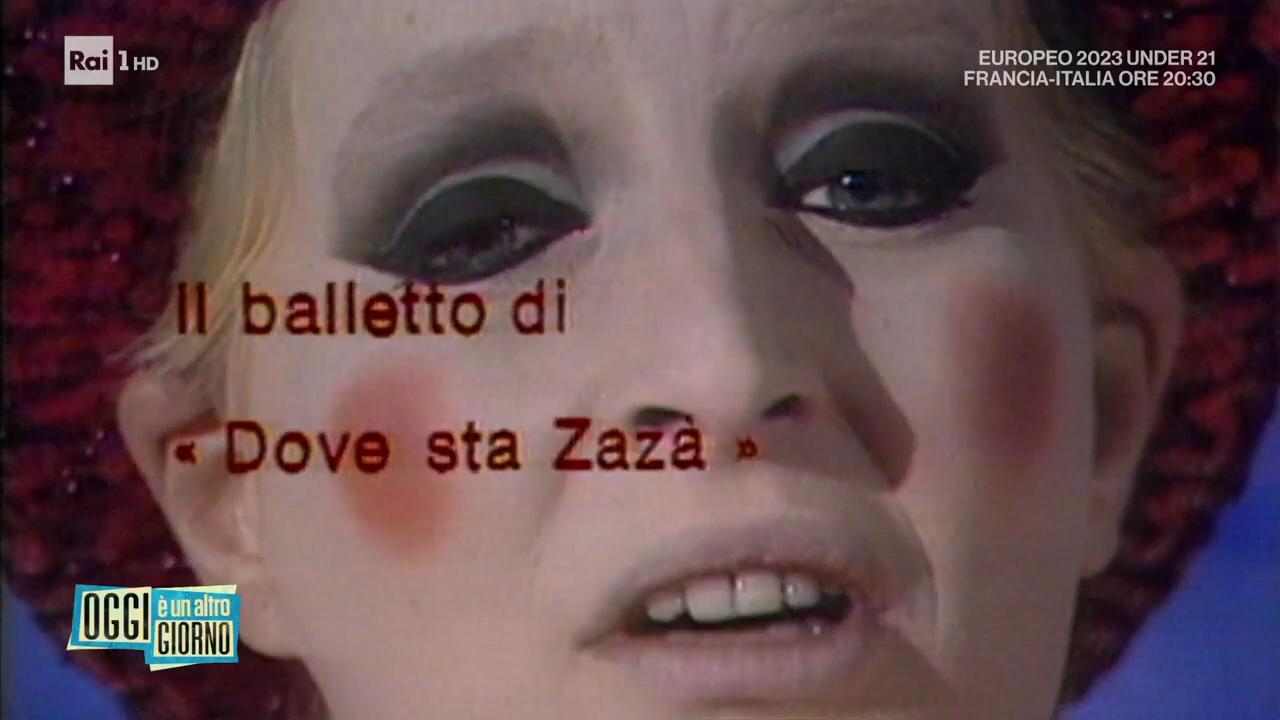 Rai 1 HD
EUROPEO 2023 UNDER 21
FRANCIA-ITALIA ORE 20:30
Il balletto di
« Dove sta Zazà »
OGGI è un altro
GIORNO